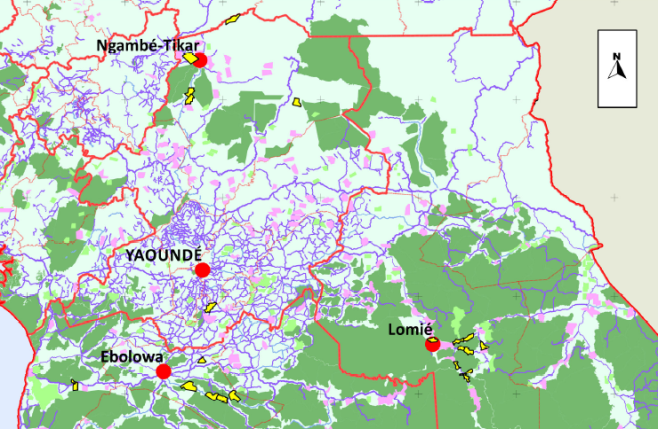 Ngambé-Tikar
N
YAOUNDÉ
Lomié
Ebolowa